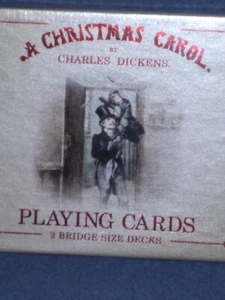 A CHRISTMAS CAROL.
BY
CHARLES DICKENS.
PLAYING CARDS
2 BRIDGE SIZE DECKS